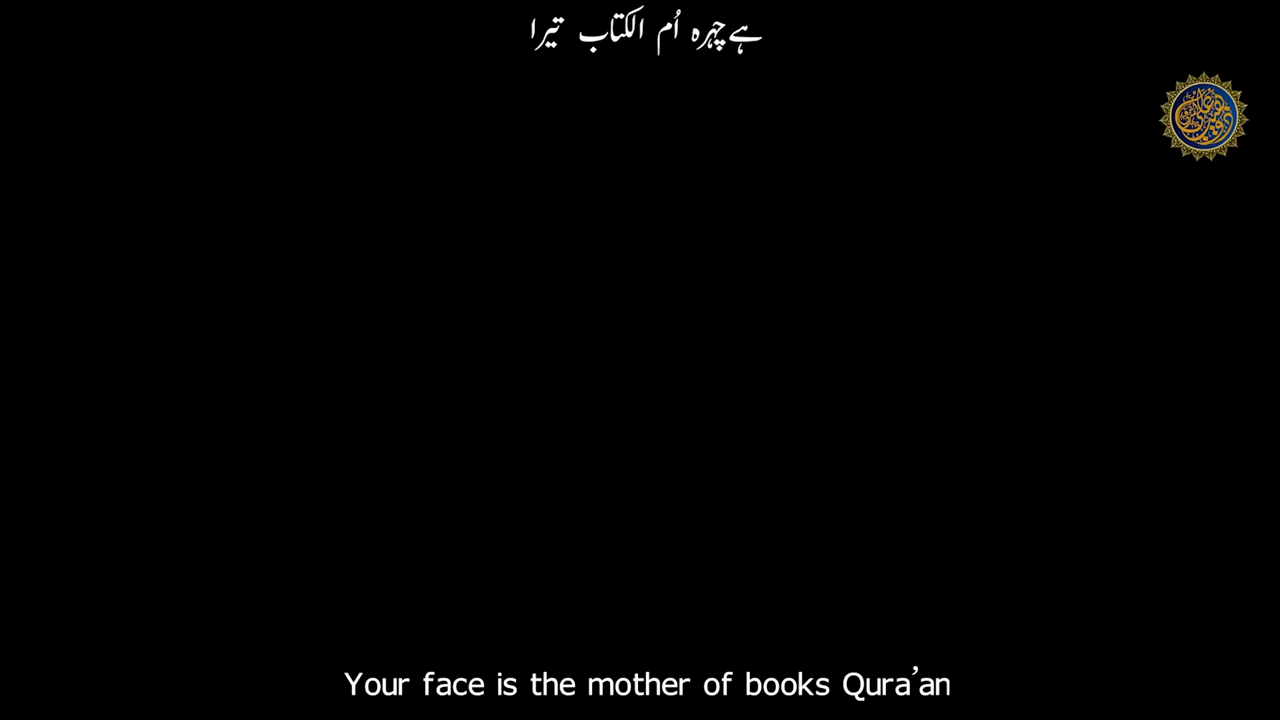 ہے چہرہ اُم الکتاب تیرا
Your face is the mother of books Qura’an